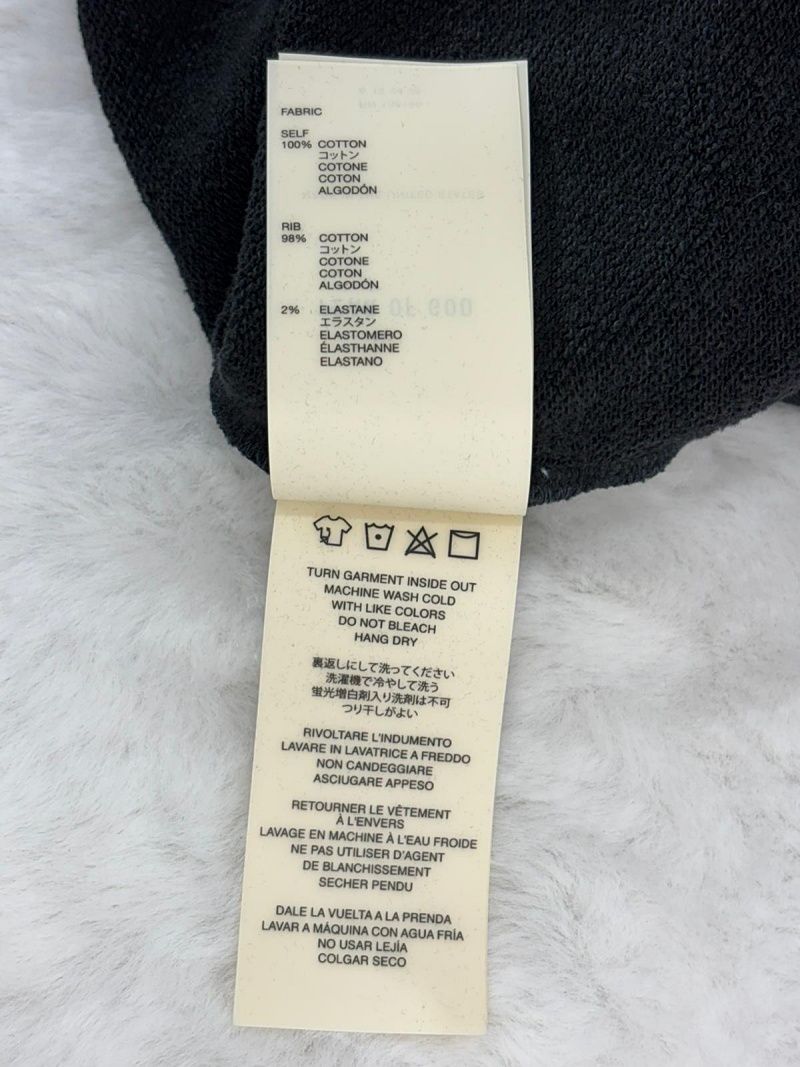 FABRIC
SELF
100% COTTON
コットン
COTONE
COTON
ALGODÓN
RIB
98% COTTON
コットン
COTONE
COTON
ALGODÓN
2% ELASTANE
エラスタン
ELASTOMERO
ÉLASTHANNE
ELASTANO
TURN GARMENT INSIDE OUT
MACHINE WASH COLD
WITH LIKE COLORS
DO NOT BLEACH
HANG DRY
裏返しにして洗ってください
洗濯機で冷やして洗う
蛍光増白剤入り洗剤は不可
つり干しがよい
RIVOLTARE L'INDUMENTO
LAVARE IN LAVATRICE A FREDDO
NON CANDEGGIARE
ASCIUGARE APPESO
RETOURNER LE VÊTEMENT
À L'ENVERS
LAVAGE EN MACHINE À L'EAU FROIDE
NE PAS UTILISER D'AGENT
DE BLANCHISSEMENT
SECHER PENDU
DALE LA VUELTA A LA PRENDA
LAVAR A MÁQUINA CON AGUA FRÍA
NO USAR LEJÍA
COLGAR SECO